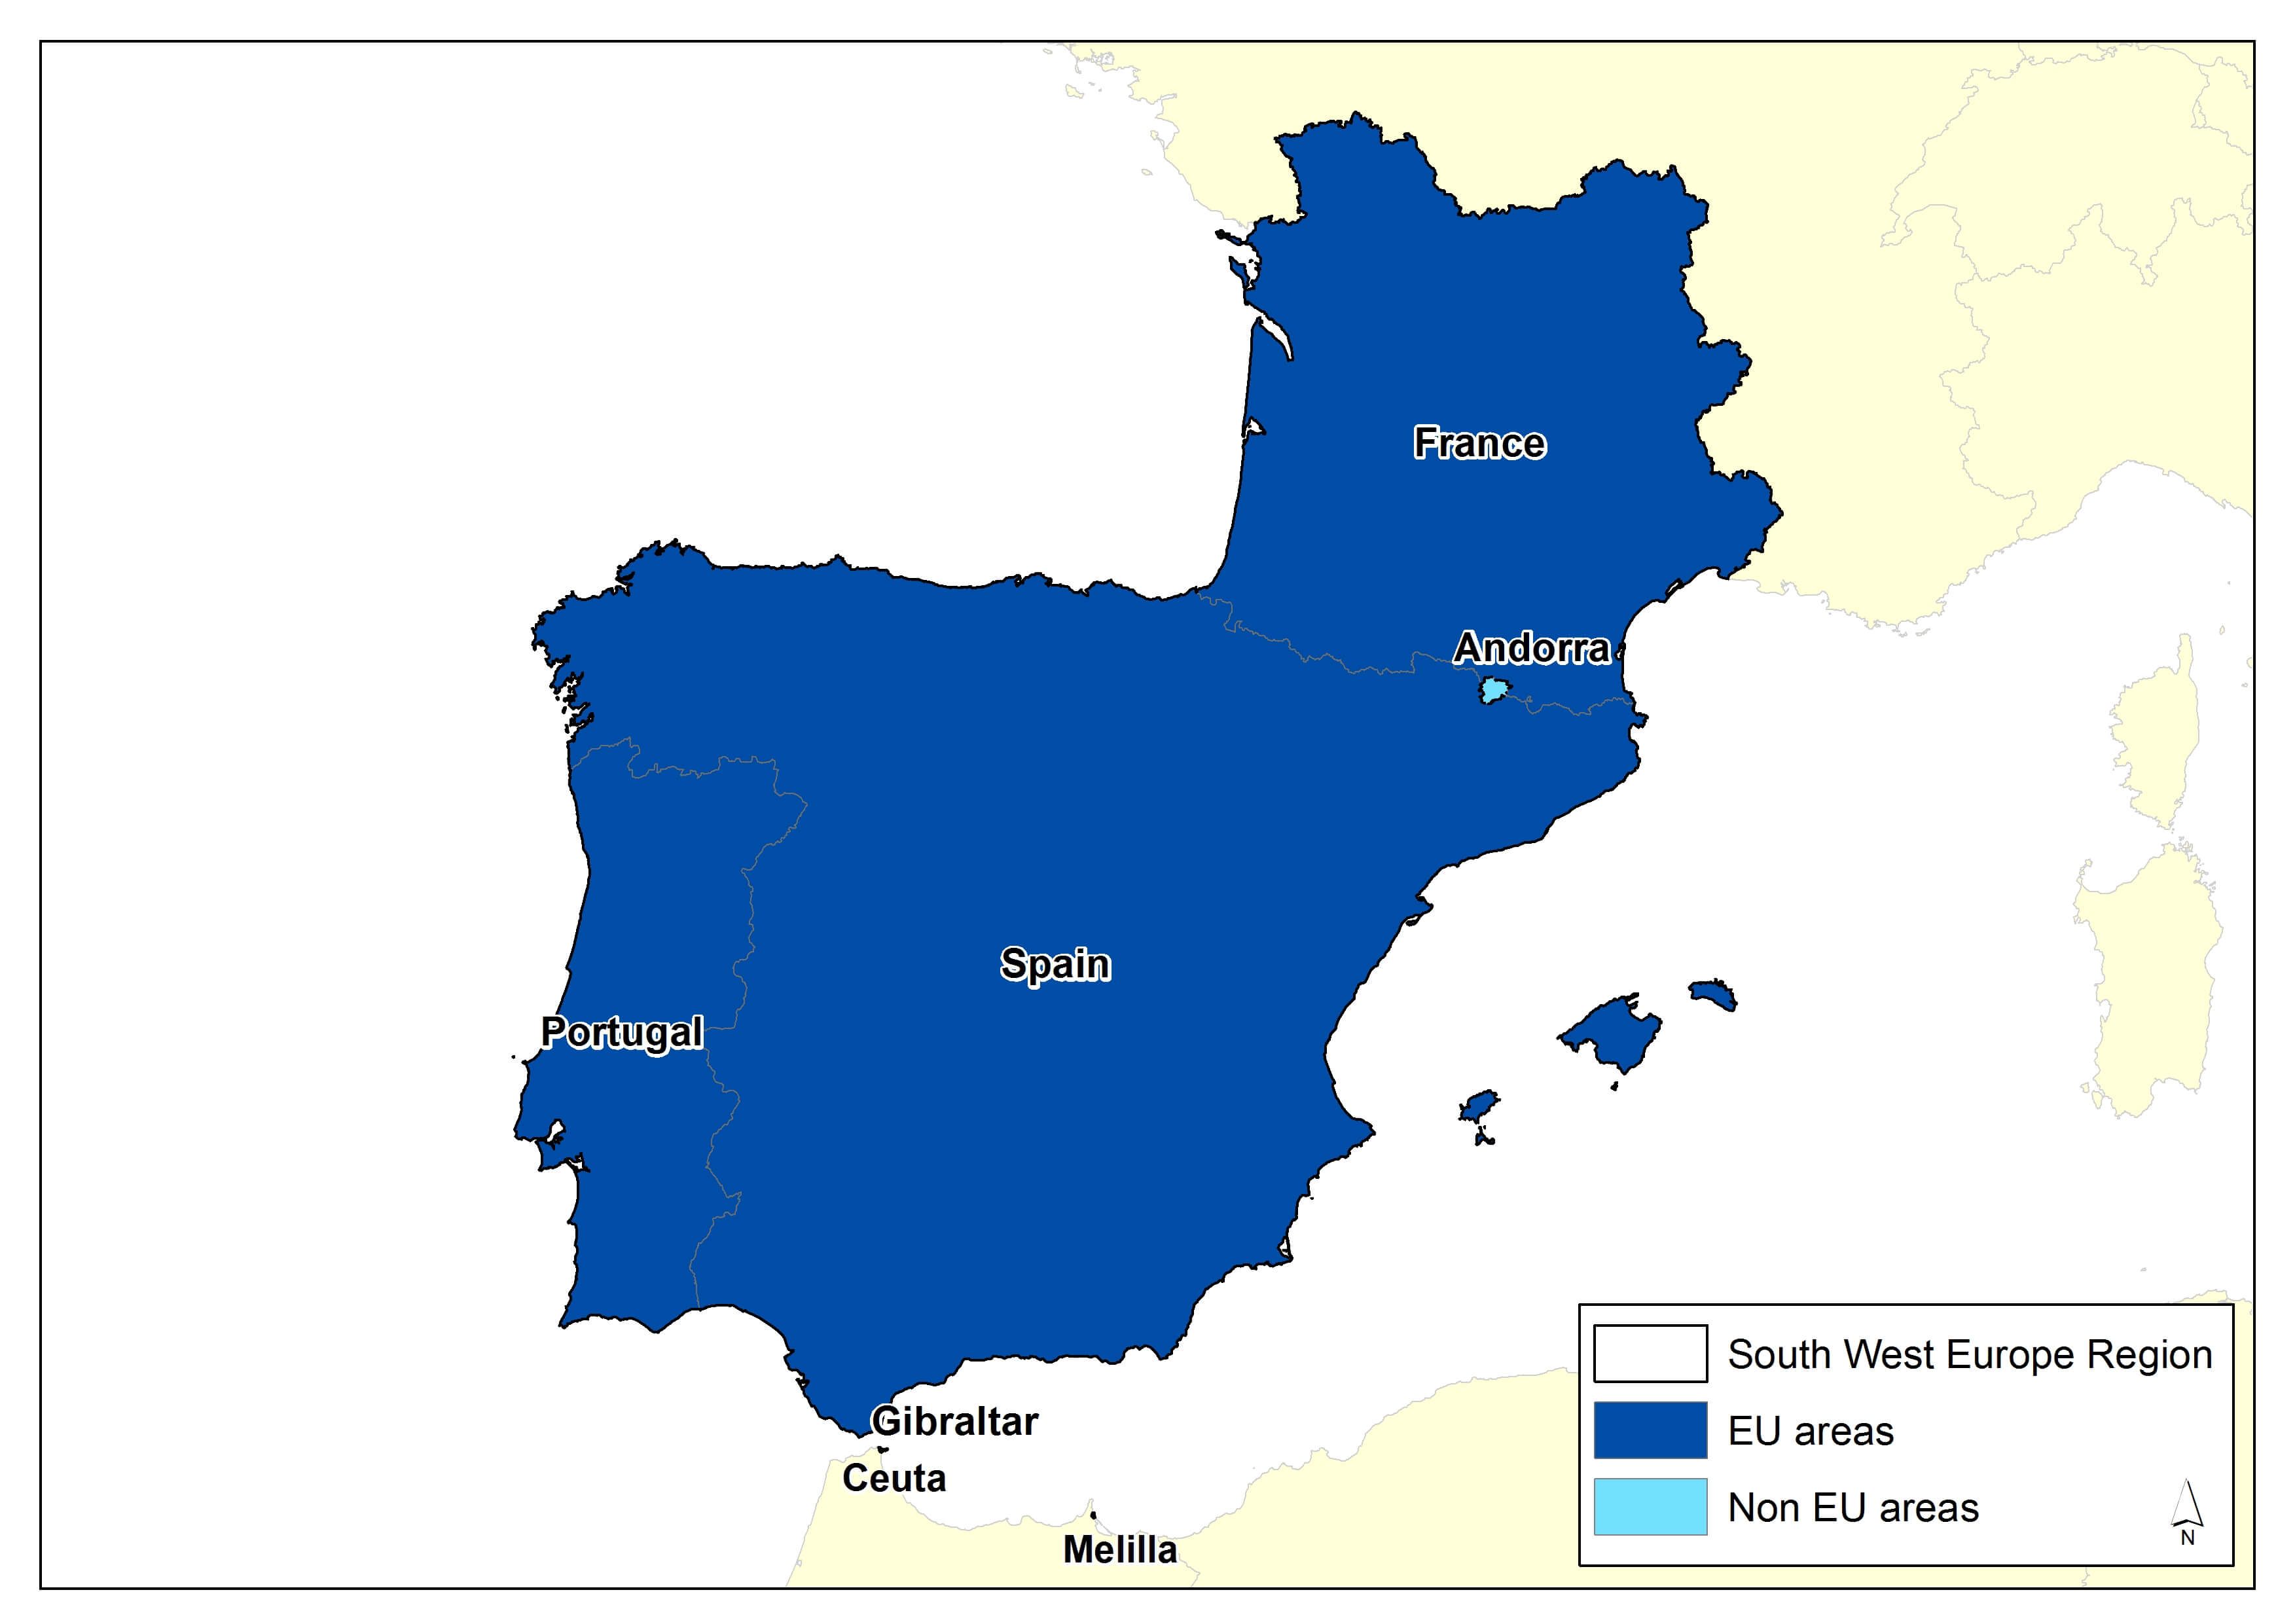 France
Andorra
Spain
Portugal
Gibraltar
Ceuta
Melilla
South West Europe Region
EU areas
Non EU areas
N